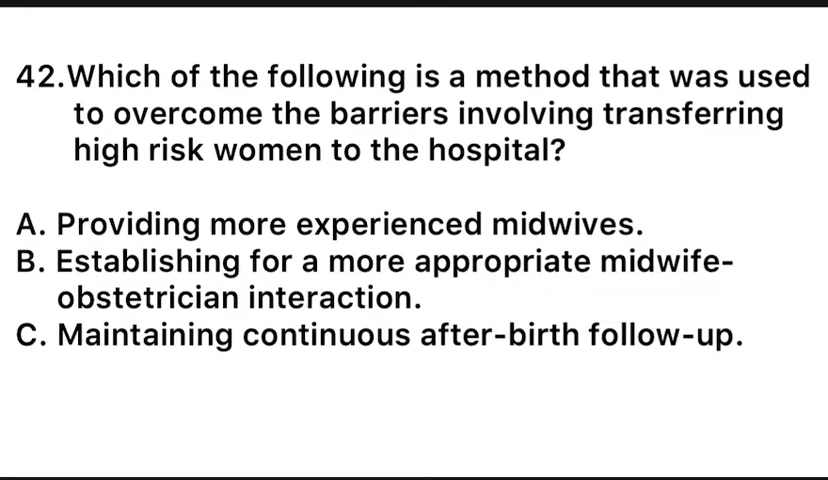 42.Which of the following is a method that was used
to overcome the barriers involving transferring
high risk women to the hospital?
A. Providing more experienced midwives.
B. Establishing for a more appropriate midwife-
obstetrician interaction.
C. Maintaining continuous after-birth follow-up.